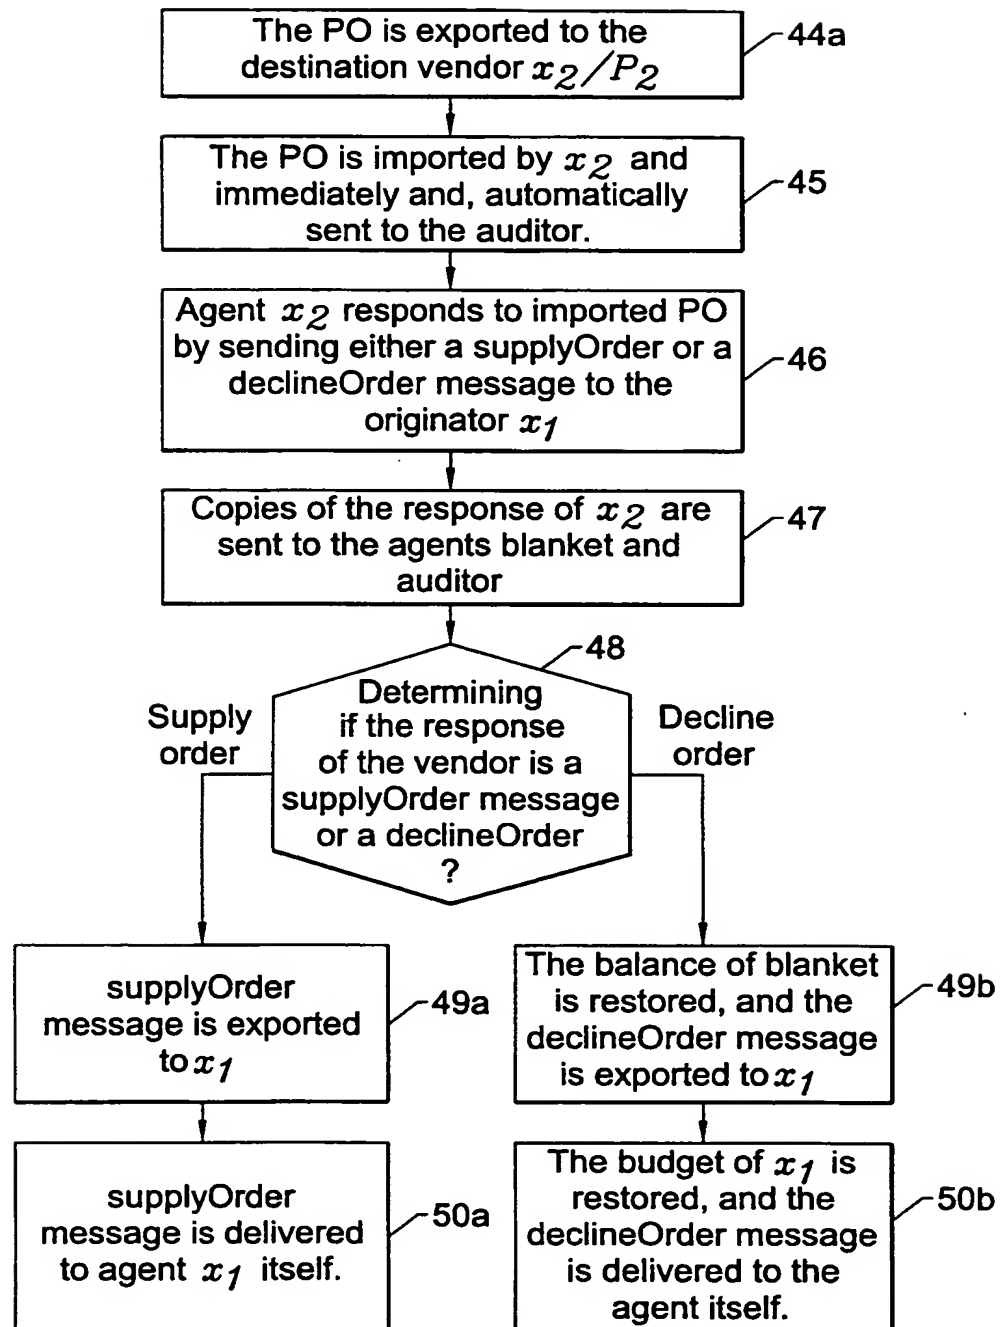 The PO is exported to the
destination vendor x2/P2
44a
The PO is imported by x2 and
immediately and, automatically
sent to the auditor.
45
Agent x2 responds to imported PO
by sending either a supplyOrder or a
declineOrder message to the
originator x1
46
Copies of the response of x2 are
sent to the agents blanket and
auditor
47
48
Determining
if the response
of the vendor is a
supplyOrder message
or a declineOrder
?
Supply
order
Decline
order
supplyOrder
message is exported
to x1
49a
The balance of blanket
is restored, and the
declineOrder message
is exported to x1
49b
supplyOrder
message is delivered
to agent x1 itself.
50a
The budget of x1 is
restored, and the
declineOrder message
is delivered to the
agent itself.
50b